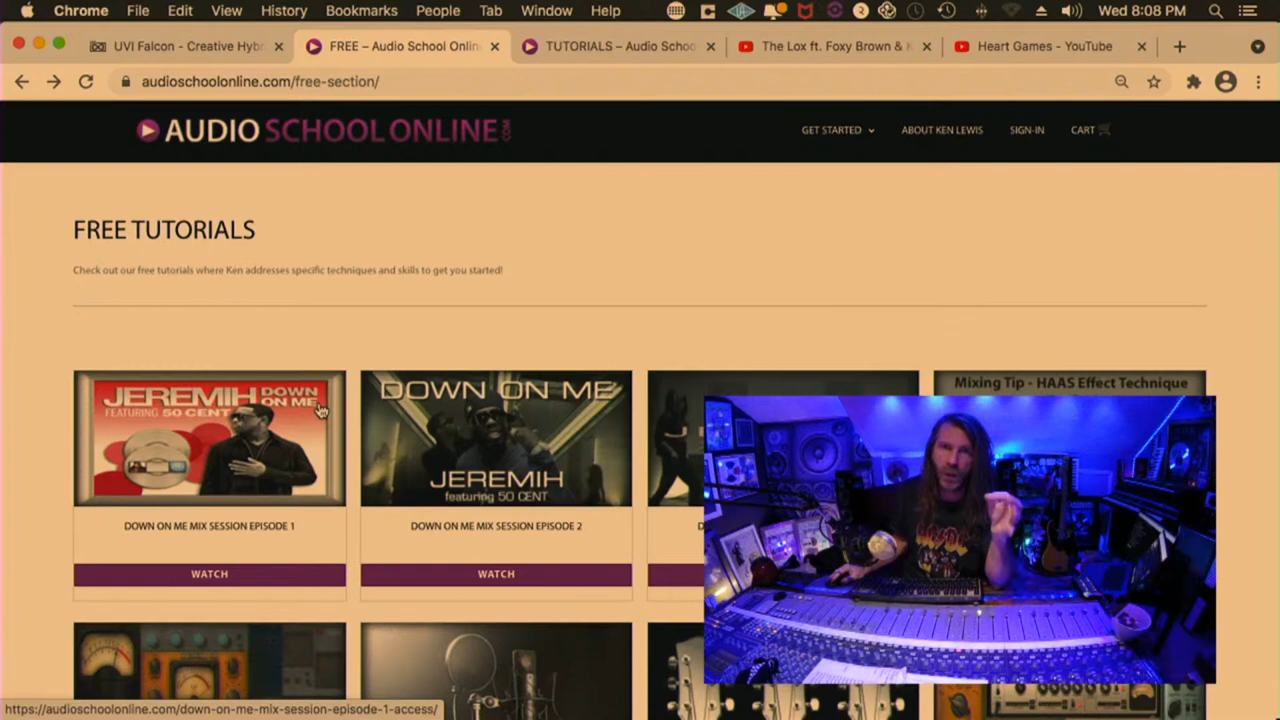 Chrome File Edit View History Bookmarks People Tab Window Help Wed 8:08 PM
UVI Falcon - Creative Hybr
FREE – Audio School Onlin
TUTORIALS – Audio Schoo
The Lox ft. Foxy Brown &
Heart Games - YouTube
audioschoolonline.com/free-section/
AUDIO SCHOOL ONLINE .COM
GET STARTED ABOUT KEN LEWIS SIGN-IN CART
FREE TUTORIALS
Check out our free tutorials where Ken addresses specific techniques and skills to get you started!
JEREMIH DOWN ON ME
FEATURING 50 CENT
DOWN ON ME
JEREMIH
featuring 50 CENT
Mixing Tip - HAAS Effect Technique
DOWN ON ME MIX SESSION EPISODE 1
DOWN ON ME MIX SESSION EPISODE 2
D
WATCH
WATCH
https://audioschoolonline.com/down-on-me-mix-session-episode-1-access/